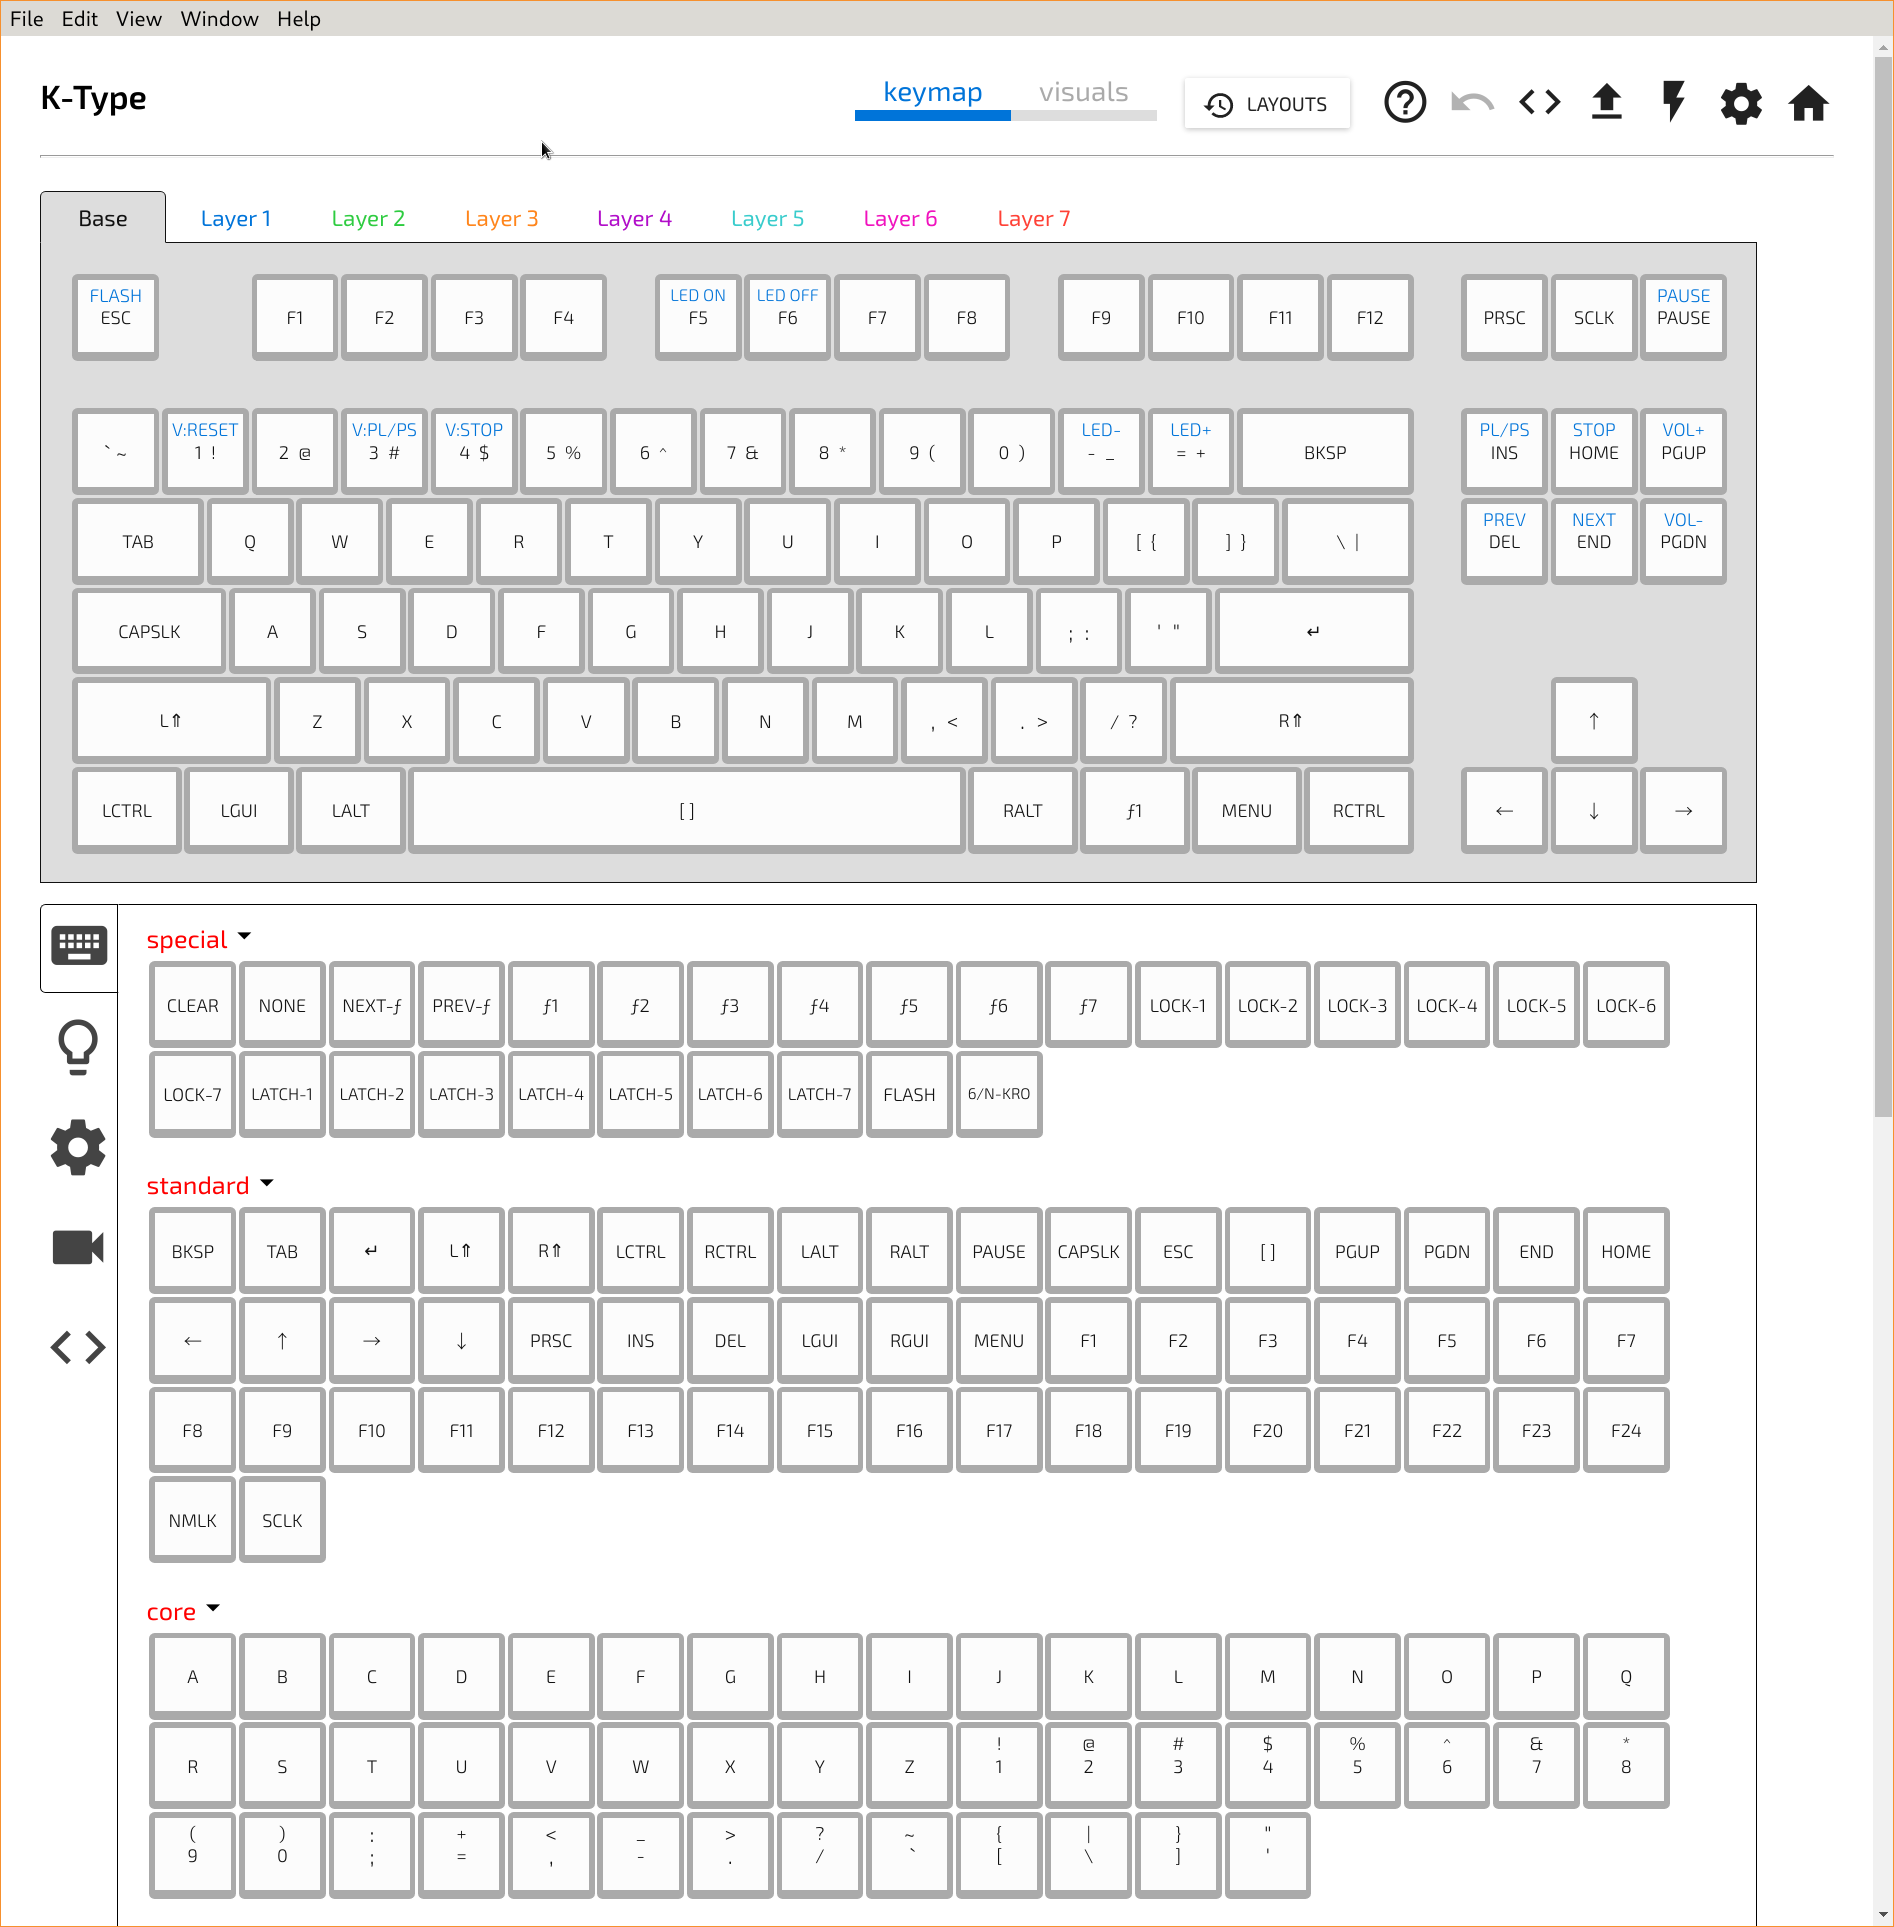 File Edit View Window Help
K-Type keymap visuals LAYOUTS
Base Layer 1 Layer 2 Layer 3 Layer 4 Layer 5 Layer 6 Layer 7
FLASH LED ON LED OFF PAUSE
ESC F1 F2 F3 F4 F5 F6 F7 F8 F9 F10 F11 F12 PRSC SCLK PAUSE
V:RESET V:PL/PS V:STOP LED- LED+ PL/PS STOP VOL+
` ~ 1 ! 2 @ 3 # 4 $ 5 % 6 ^ 7 & 8 * 9 ( 0 ) - _ = + BKSP INS HOME PGUP
PREV NEXT VOL-
TAB Q W E R T Y U I O P [ { ] } \ | DEL END PGDN
CAPSLK A S D F G H J K L ; : ' " ↵
L⇑ Z X C V B N M , < . > / ? R⇑ ↑
LCTRL LGUI LALT [ ] RALT ƒ1 MENU RCTRL ← ↓ →
special
CLEAR NONE NEXT-ƒ PREV-ƒ ƒ1 ƒ2 ƒ3 ƒ4 ƒ5 ƒ6 ƒ7 LOCK-1 LOCK-2 LOCK-3 LOCK-4 LOCK-5 LOCK-6
LOCK-7 LATCH-1 LATCH-2 LATCH-3 LATCH-4 LATCH-5 LATCH-6 LATCH-7 FLASH 6/N-KRO
standard
BKSP TAB ↵ L⇑ R⇑ LCTRL RCTRL LALT RALT PAUSE CAPSLK ESC [ ] PGUP PGDN END HOME
← ↑ → ↓ PRSC INS DEL LGUI RGUI MENU F1 F2 F3 F4 F5 F6 F7
F8 F9 F10 F11 F12 F13 F14 F15 F16 F17 F18 F19 F20 F21 F22 F23 F24
NMLK SCLK
core
A B C D E F G H I J K L M N O P Q
! @ # $ % ^ & *
R S T U V W X Y Z 1 2 3 4 5 6 7 8
( ) : + < _ > ? ~ { | } "
9 0 ; = , - . / ` [ \ ] '